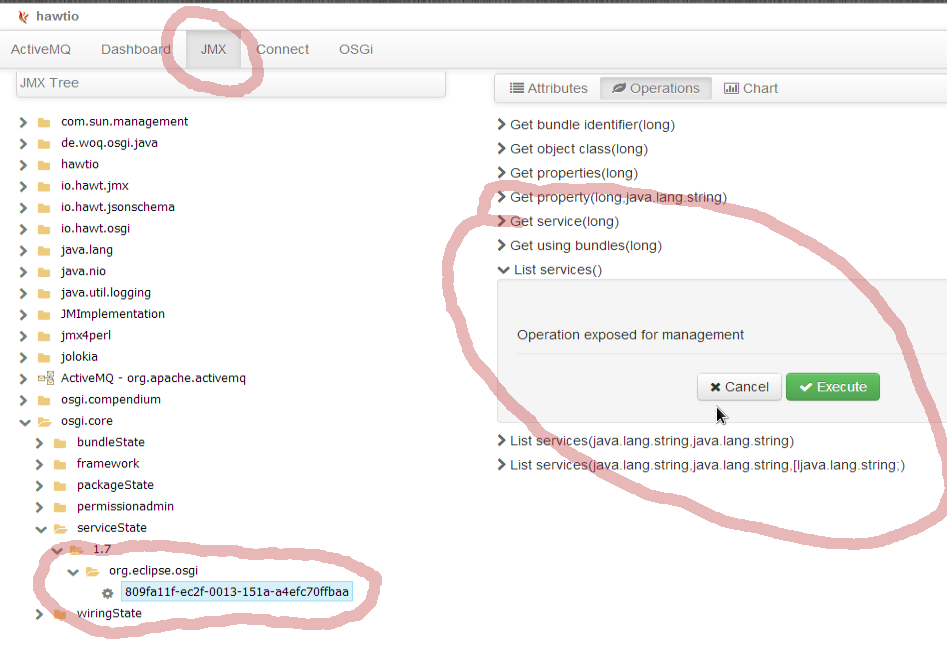 hawtio
ActiveMQ Dashboard JMX Connect OSGi
JMX Tree
com.sun.management
de.woq.osgi.java
hawtio
io.hawt.jmx
io.hawt.jsonschema
io.hawt.osgi
java.lang
java.nio
java.util.logging
JMImplementation
jmx4perl
jolokia
ActiveMQ - org.apache.activemq
osgi.compendium
osgi.core
bundleState
framework
packageState
permissionadmin
serviceState
1.7
org.eclipse.osgi
809fa11f-ec2f-0013-151a-a4efc70ffbaa
wiringState
Attributes Operations Chart
Get bundle identifier(long)
Get object class(long)
Get properties(long)
Get property(long,java.lang.string)
Get service(long)
Get using bundles(long)
List services()
Operation exposed for management
Cancel Execute
List services(java.lang.string,java.lang.string)
List services(java.lang.string,java.lang.string,[ljava.lang.string;)